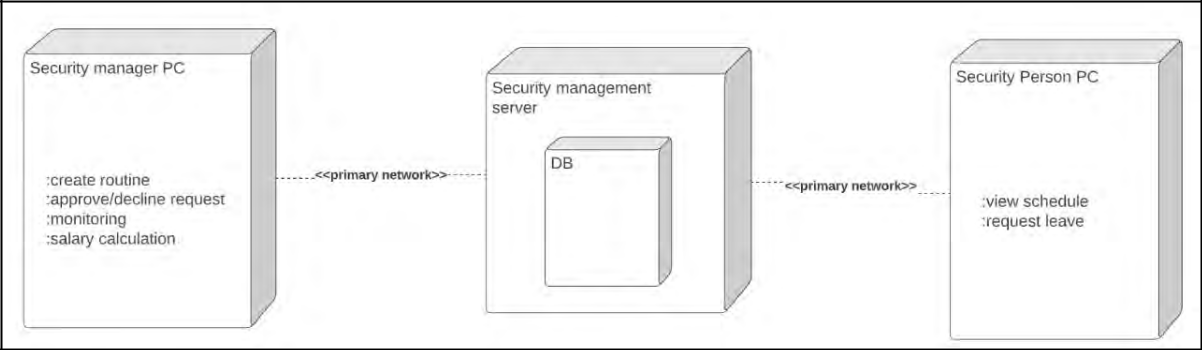 Security manager PC
:create routine
:approve/decline request
:monitoring
:salary calculation
<<primary network>>
Security management
server
DB
<<primary network>>
Security Person PC
:view schedule
:request leave